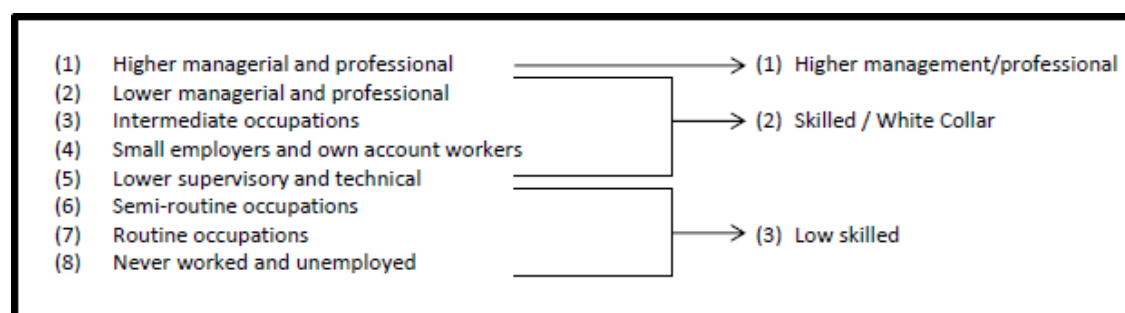 (1) Higher managerial and professional (1) Higher management/professional
(2) Lower managerial and professional
(3) Intermediate occupations (2) Skilled / White Collar
(4) Small employers and own account workers
(5) Lower supervisory and technical
(6) Semi-routine occupations
(7) Routine occupations (3) Low skilled
(8) Never worked and unemployed